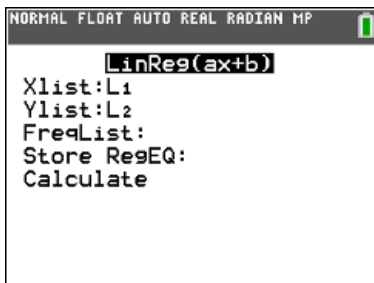 NORMAL FLOAT AUTO REAL RADIAN MP
LinReg(ax+b)
Xlist:L₁
Ylist:L₂
FreqList:
Store RegEQ:
Calculate